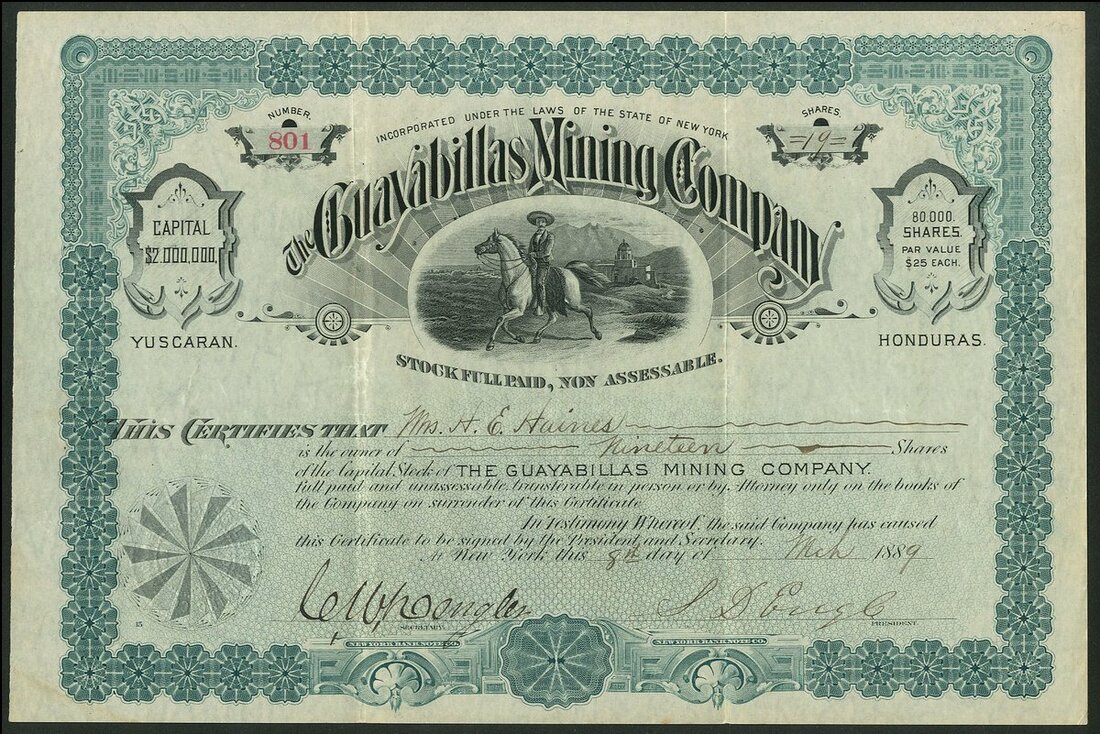 NUMBER.
801
INCORPORATED UNDER THE LAWS OF THE STATE OF NEW YORK
SHARES.
=19=
The Guayabillas Mining Company
CAPITAL
$2.000,000,
80.000.
SHARES.
PAR VALUE
$25 EACH.
YUSCARAN.
HONDURAS.
STOCK FULL PAID, NON ASSESSABLE.
THIS CERTIFIES THAT Mrs. H. E. Haines
is the owner of Nineteen Shares
of the Capital Stock of THE GUAYABILLAS MINING COMPANY.
full paid and unassessable, transferable in person or by Attorney only on the books of
the Company on surrender of this Certificate
In Testimony Whereof, the said Company has caused
this Certificate to be signed by the President and Secretary.
At New York this 8th day of Mch 1889
SECRETARY.
PRESIDENT.
15
NEW YORK BANK NOTE CO.
NEW YORK BANK NOTE CO.